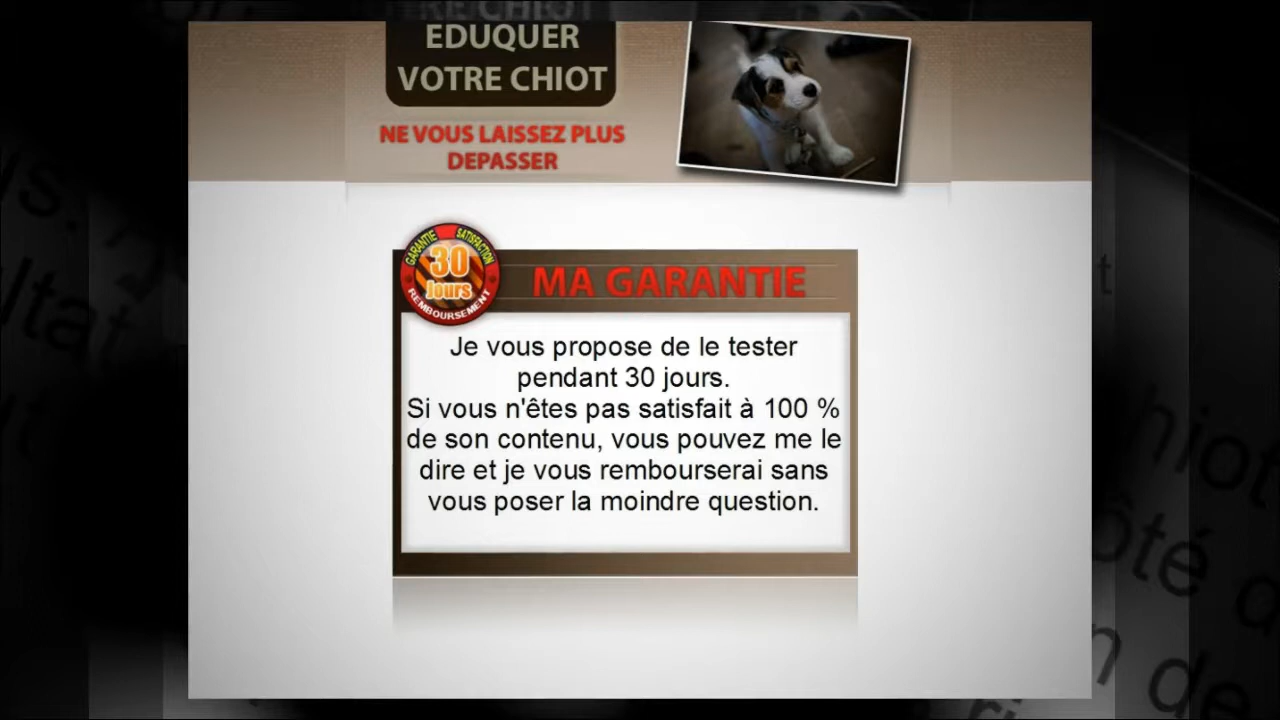 EDUQUER
VOTRE CHIOT
NE VOUS LAISSEZ PLUS
DEPASSER
GARANTIE SATISFACTION
30
Jours
REMBOURSEMENT
MA GARANTIE
Je vous propose de le tester
pendant 30 jours.
Si vous n'êtes pas satisfait à 100 %
de son contenu, vous pouvez me le
dire et je vous rembourserai sans
vous poser la moindre question.